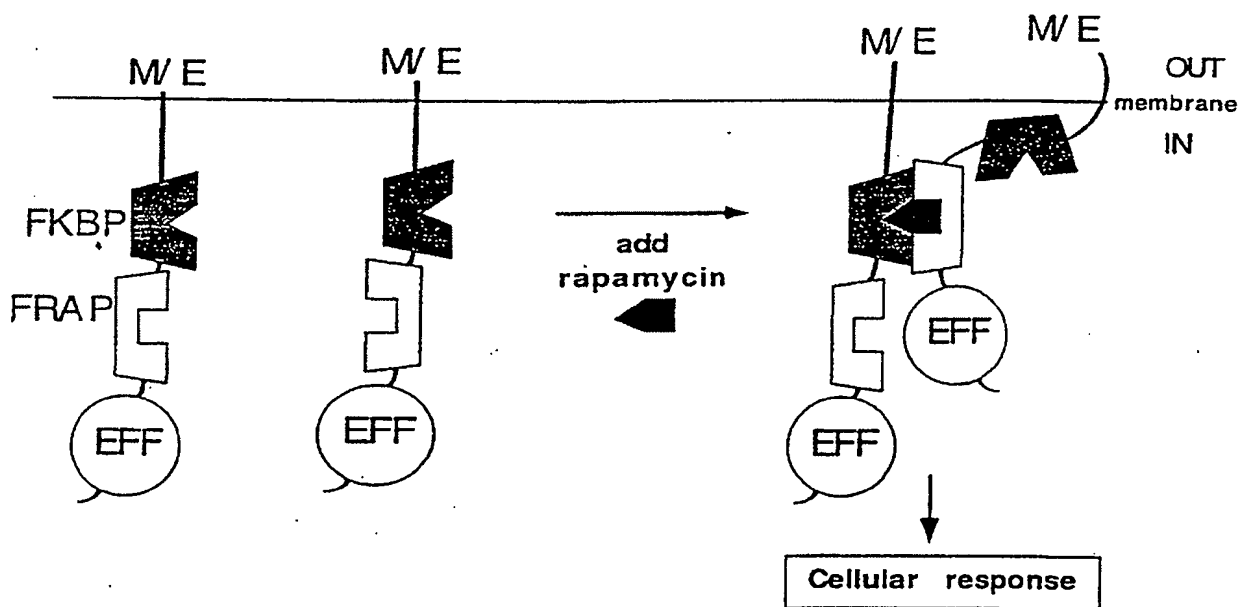 M/E
M/E
M/E
M/E
OUT
membrane
IN
FKBP
FRAP
add
rapamycin
EFF
EFF
EFF
EFF
Cellular response